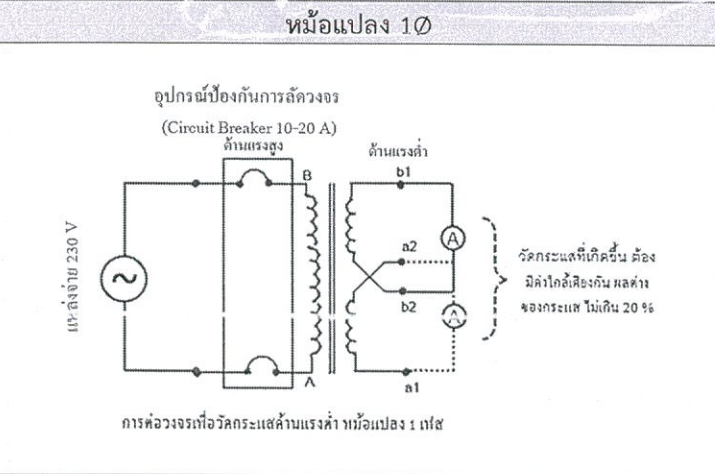 หม้อแปลง 1Ø
อุปกรณ์ป้องกันการลัดวงจร
(Circuit Breaker 10-20 A)
ด้านแรงสูง
ด้านแรงต่ำ
B
b1
A
a2
แหล่งจ่าย 230 V
~
วัดกระแสที่เกิดขึ้น ต้อง
มีค่าใกล้เคียงกัน ผลต่าง
ของกระแส ไม่เกิน 20 %
b2
A
A
a1
การต่อวงจรเพื่อวัดกระแสด้านแรงต่ำ หม้อแปลง 1 เฟส